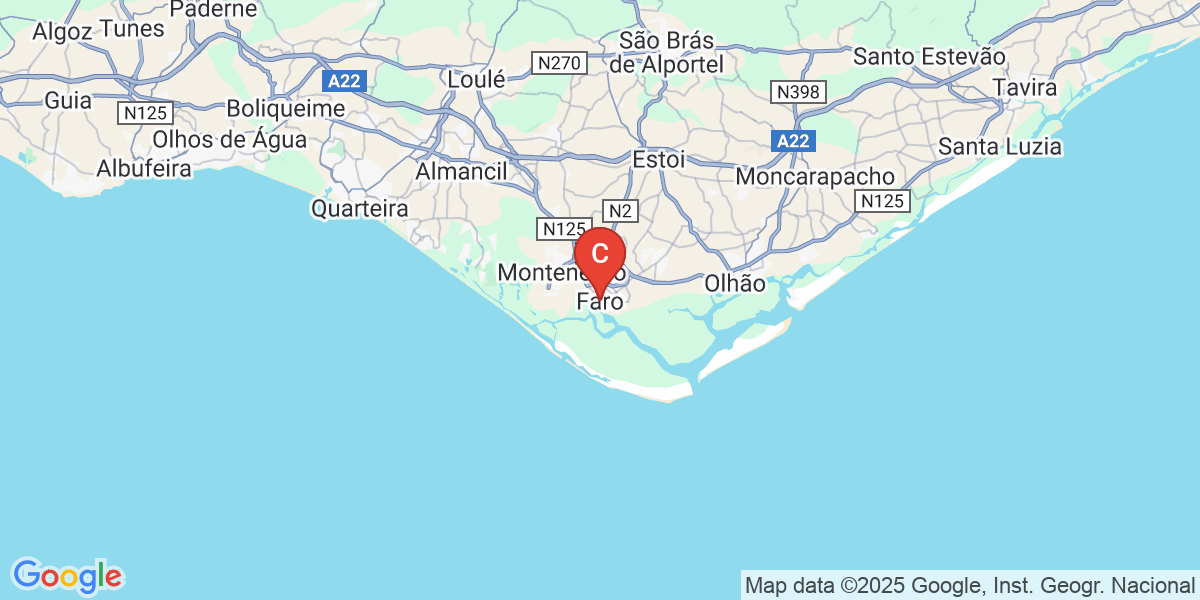 Paderne
Algoz
Tunes
São Brás
de Alportel
Santo Estevão
N270
Loulé
A22
Tavira
N398
Guia
N125
Boliqueime
Olhos de Água
A22
Santa Luzia
Albufeira
Almancil
Estoi
Moncarapacho
N125
Quarteira
N2
N125
C
Montenegro
Olhão
Faro
Google
Map data ©2025 Google, Inst. Geogr. Nacional